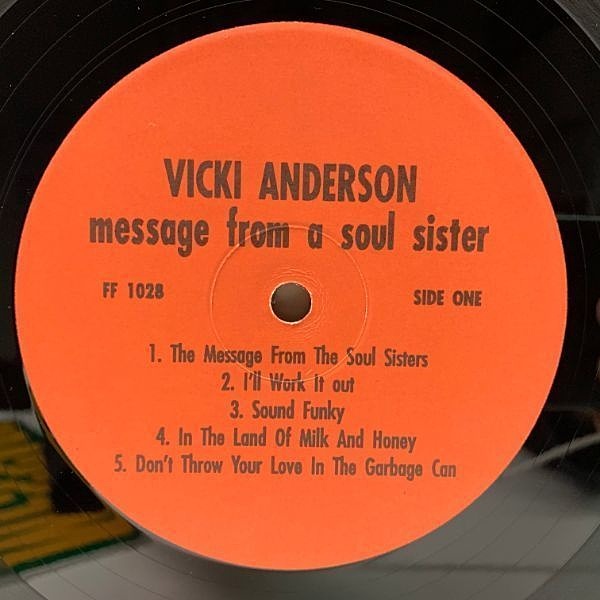 VICKI ANDERSON
message from a soul sister
FF 1028
SIDE ONE
1. The Message From The Soul Sisters
2. I'll Work It out
3. Sound Funky
4. In The Land Of Milk And Honey
5. Don't Throw Your Love In The Garbage Can